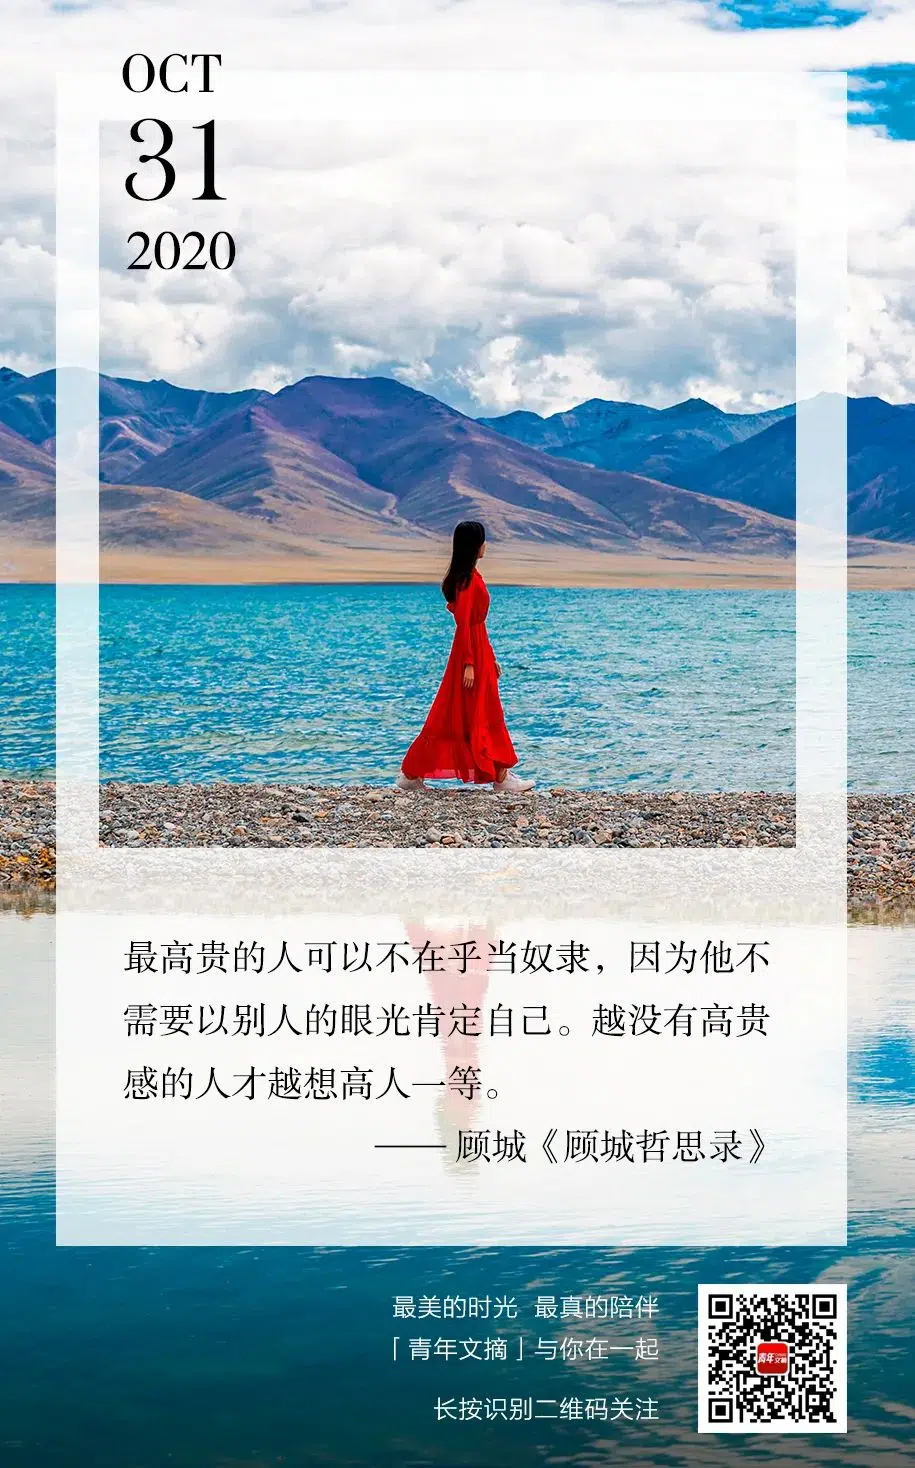 OCT
31
2020
最高贵的人可以不在乎当奴隶，因为他不
需要以别人的眼光肯定自己。越没有高贵
感的人才越想高人一等。
—— 顾城《顾城哲思录》
最美的时光 最真的陪伴
「青年文摘」与你在一起
长按识别二维码关注
青年文摘